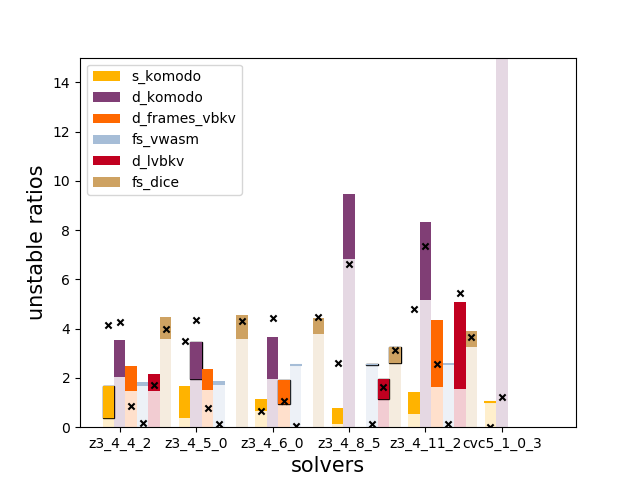 14
12
10
8
6
4
2
0
unstable ratios
s_komodo
d_komodo
d_frames_vbkv
fs_vwasm
d_lvbkv
fs_dice
z3_4_4_2
z3_4_5_0
z3_4_6_0
z3_4_8_5
z3_4_11_2
cvc5_1_0_3
solvers